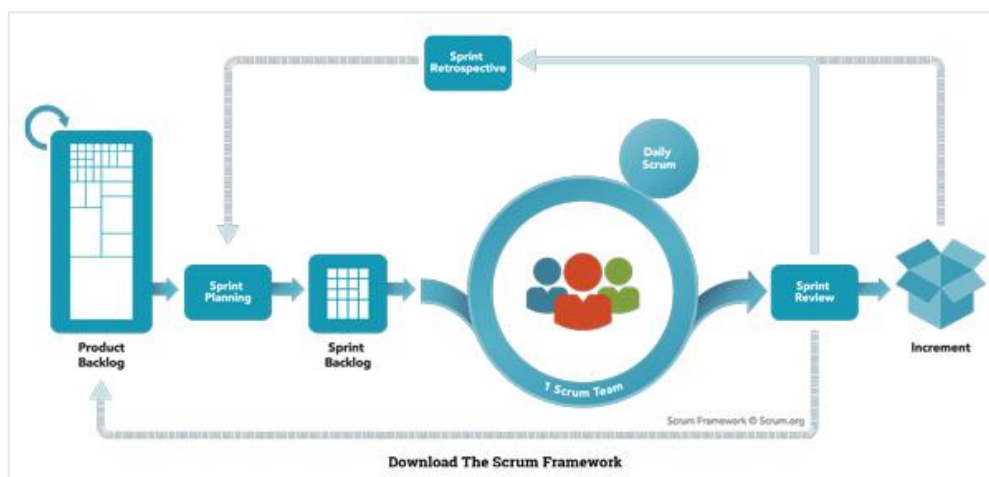 Sprint
Retrospective
Daily
Scrum
Sprint
Planning
Sprint
Review
Product
Backlog
Sprint
Backlog
Increment
1 Scrum Team
Scrum Framework © Scrum.org
Download The Scrum Framework